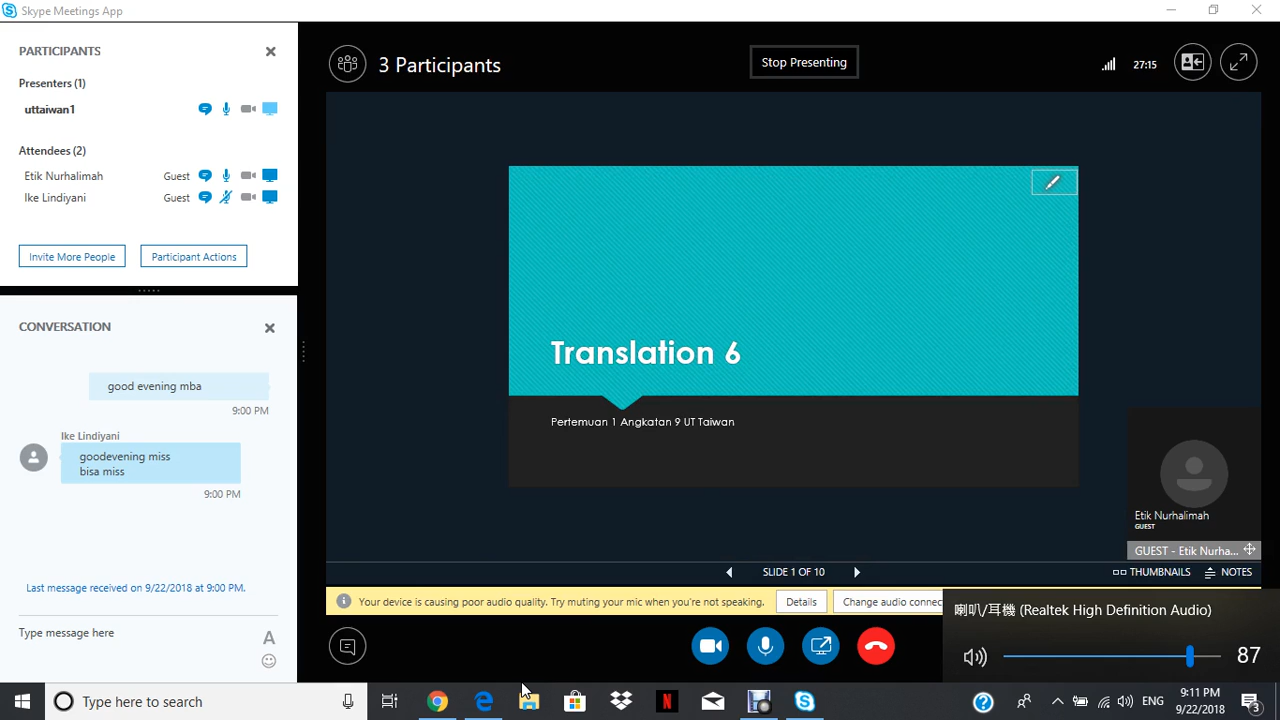 Skype Meetings App
PARTICIPANTS
Presenters (1)
uttaiwan1
Attendees (2)
Etik Nurhalimah Guest
Ike Lindiyani Guest
Invite More People Participant Actions
CONVERSATION
good evening mba
9:00 PM
Ike Lindiyani
goodevening miss
bisa miss
9:00 PM
Last message received on 9/22/2018 at 9:00 PM.
Type message here
A
3 Participants
Stop Presenting
27:15
Translation 6
Pertemuan 1 Angkatan 9 UT Taiwan
Etik Nurhalimah
GUEST
GUEST - Etik Nurha...
SLIDE 1 OF 10
THUMBNAILS NOTES
Your device is causing poor audio quality. Try muting your mic when you're not speaking. Details Change audio connec
喇叭/耳機 (Realtek High Definition Audio)
87
Type here to search
N
ENG
9:11 PM
9/22/2018
3